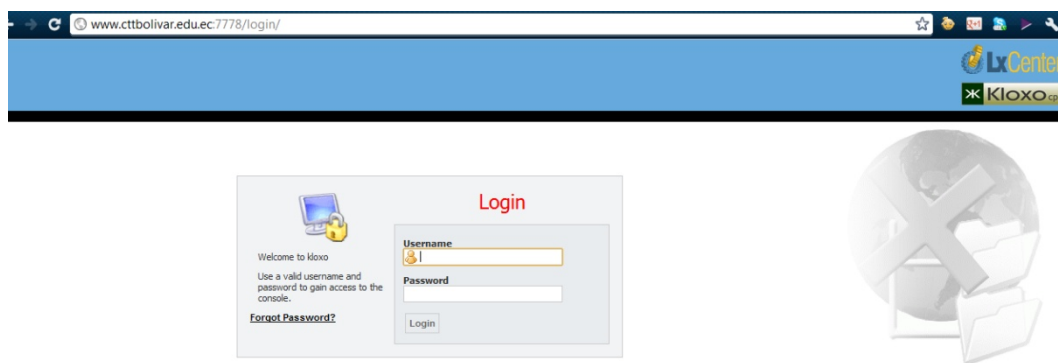 www.cttbolivar.edu.ec:7778/login/
LxCenter
Kloxo cp
Login
Username
Welcome to kloxo
Use a valid username and
password to gain access to the
console.
Password
Forgot Password?
Login